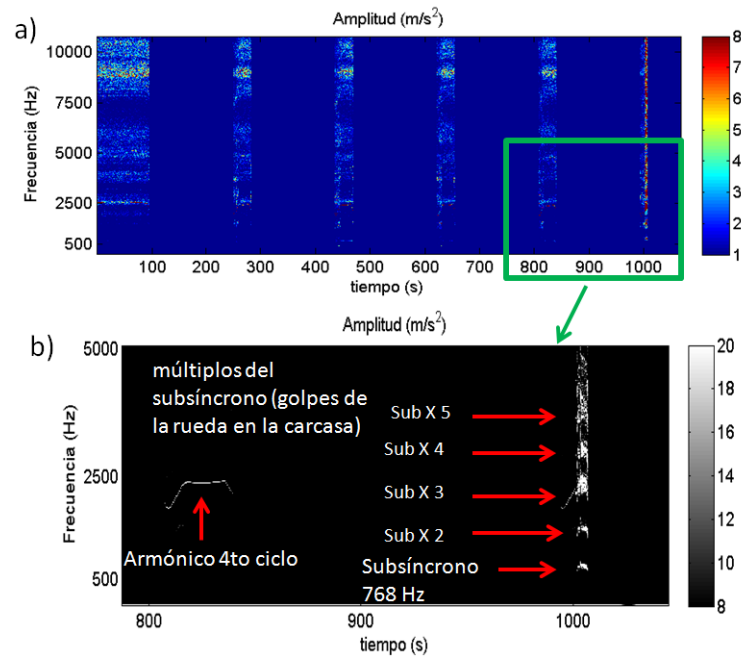 a)
Amplitud (m/s²)
Frecuencia (Hz)
10000
7500
5000
2500
500
100 200 300 400 500 600 700 800 900 1000
tiempo (s)
8
7
6
5
4
3
2
1
b)
Amplitud (m/s²)
Frecuencia (Hz)
5000
2500
500
múltiplos del
subsíncrono (golpes de
la rueda en la carcasa)
Armónico 4to ciclo
Sub X 5
Sub X 4
Sub X 3
Sub X 2
Subsíncrono
768 Hz
800 900 1000
tiempo (s)
20
18
16
14
12
10
8